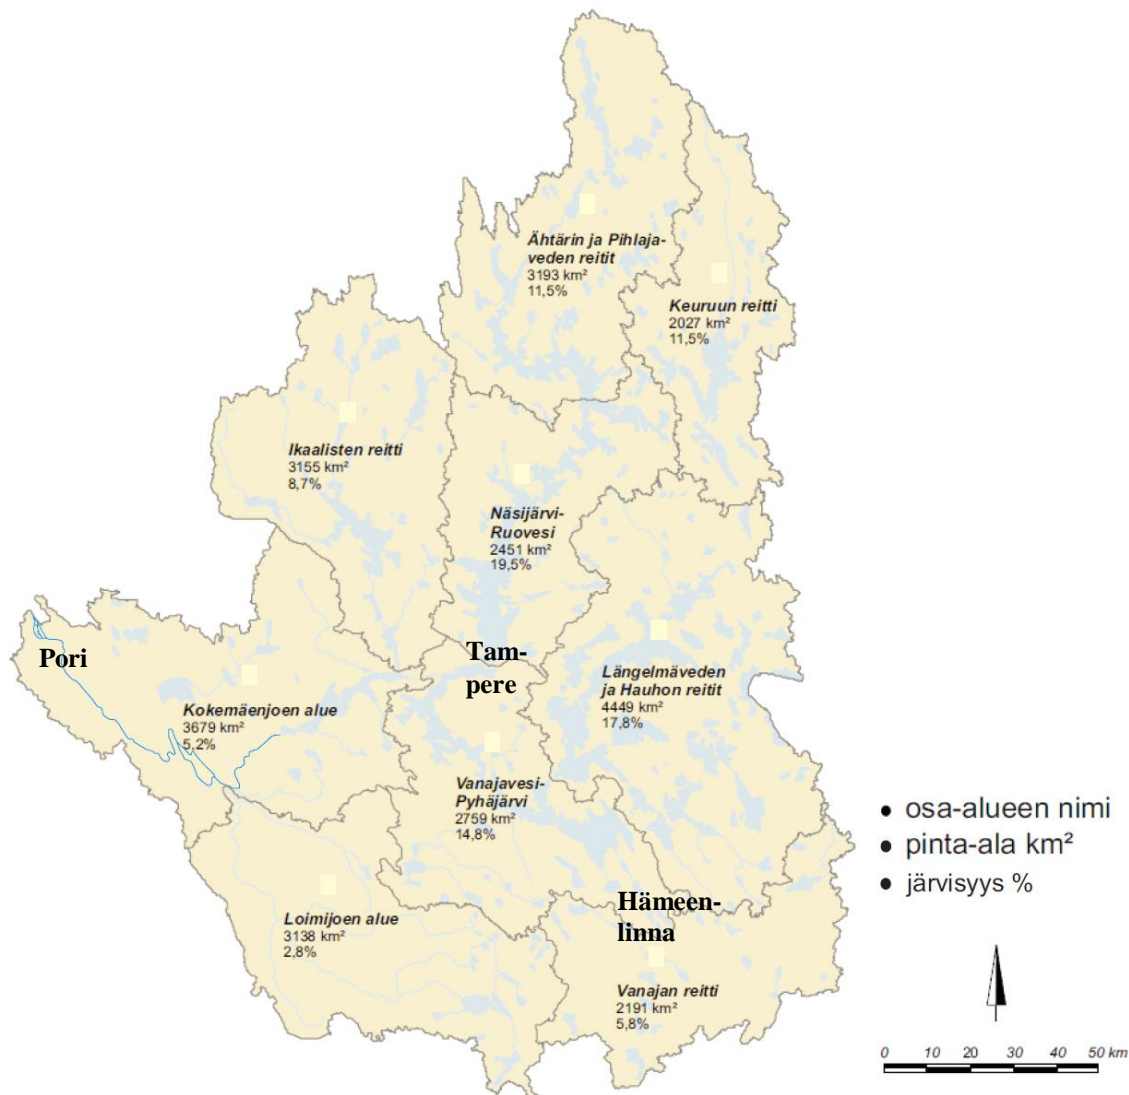 Ähtärin ja Pihlaja-
veden reitit
3193 km²
11,5%
Keuruun reitti
2027 km²
11,5%
Ikaalisten reitti
3155 km²
8,7%
Näsijärvi-
Ruovesi
2451 km²
19,5%
Pori
Tam-
pere
Längelmäveden
ja Hauhon reitit
4449 km²
17,8%
Kokemäenjoen alue
3679 km²
5,2%
Vanajavesi-
Pyhäjärvi
2759 km²
14,8%
Hämeen-
linna
Loimijoen alue
3138 km²
2,8%
Vanajan reitti
2191 km²
5,8%
• osa-alueen nimi
• pinta-ala km²
• järvisyys %
0 10 20 30 40 50 km